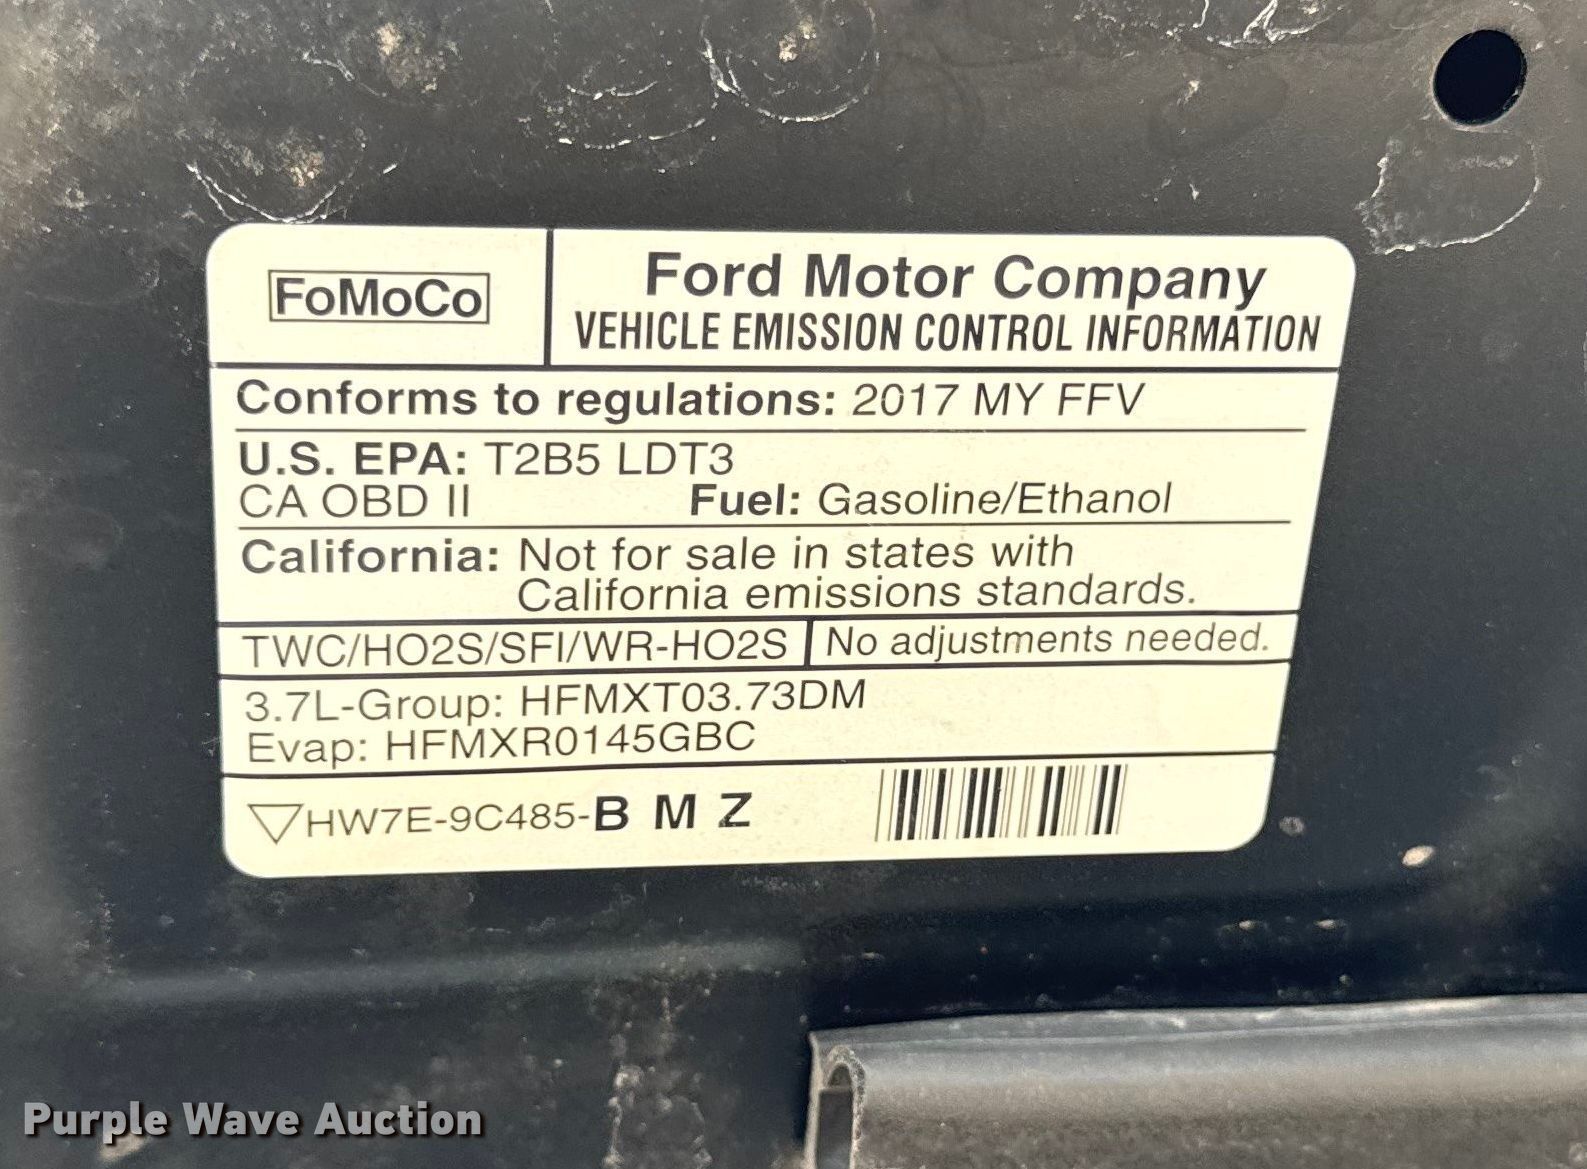 FoMoCo
Ford Motor Company
VEHICLE EMISSION CONTROL INFORMATION
Conforms to regulations: 2017 MY FFV
U.S. EPA: T2B5 LDT3
CA OBD II Fuel: Gasoline/Ethanol
California: Not for sale in states with
California emissions standards.
TWC/HO2S/SFI/WR-HO2S No adjustments needed.
3.7L-Group: HFMXT03.73DM
Evap: HFMXR0145GBC
HW7E-9C485-B M Z
Purple Wave Auction